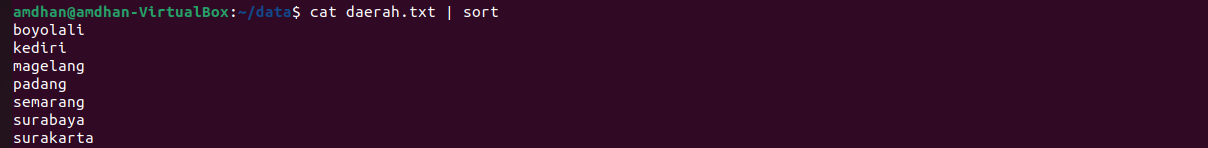 amdhan@amdhan-VirtualBox:~/data$ cat daerah.txt | sort
boyolali
kediri
magelang
padang
semarang
surabaya
surakarta